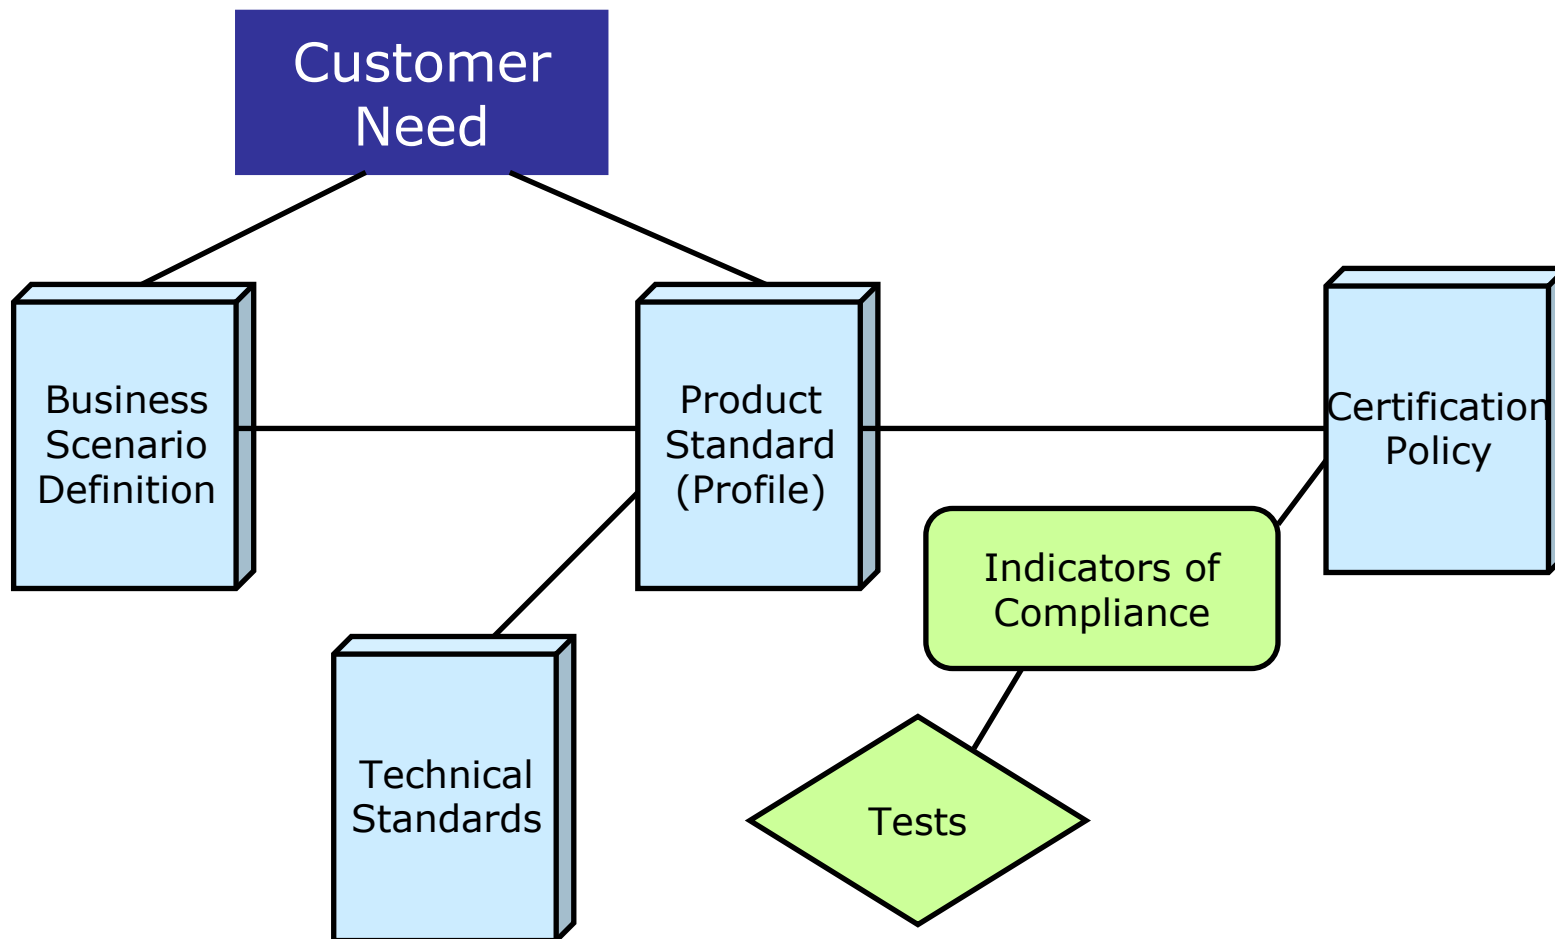 Customer
Need
Business
Scenario
Definition
Product
Standard
(Profile)
Certification
Policy
Indicators of
Compliance
Technical
Standards
Tests